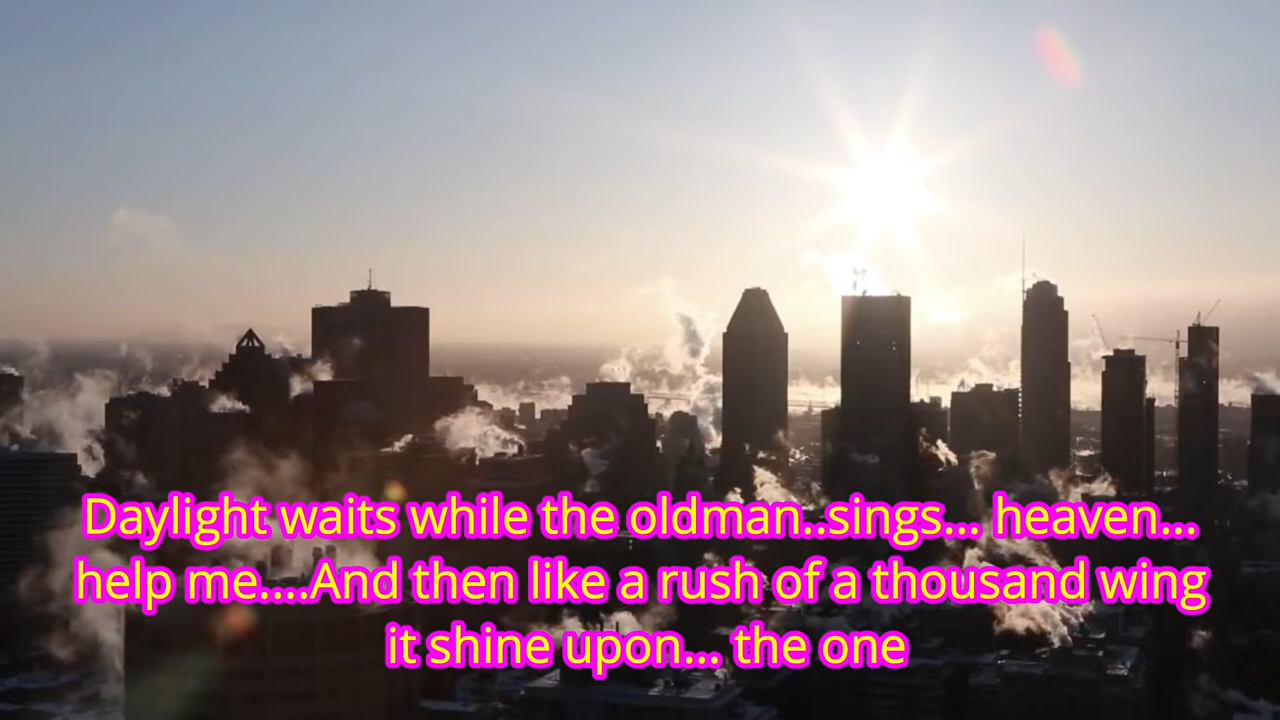 Daylight waits while the oldman..sings... heaven...
help me....And then like a rush of a thousand wing
it shine upon... the one